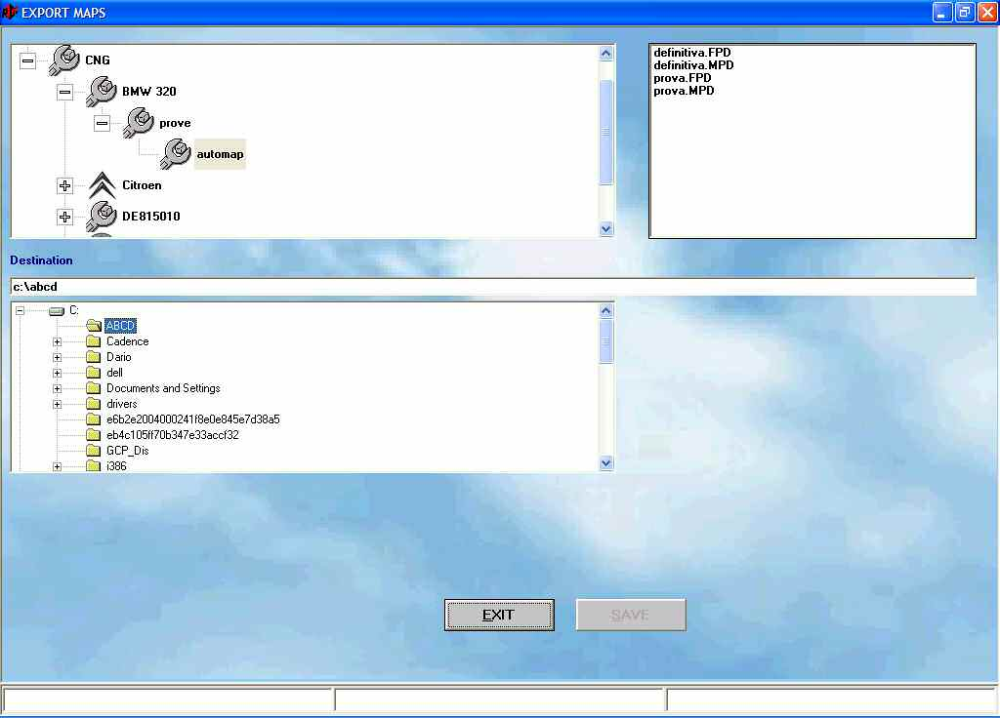 EXPORT MAPS
CNG
BMW 320
prove
automap
Citroen
DE815010
definitiva.FPD
definitiva.MPD
prova.FPD
prova.MPD
Destination
c:\abcd
C:
ABCD
Cadence
Dario
dell
Documents and Settings
drivers
e6b2e2004000241f8e0e845e7d38a5
eb4c105ff70b347e33accf32
GCP_Dis
i386
EXIT
SAVE